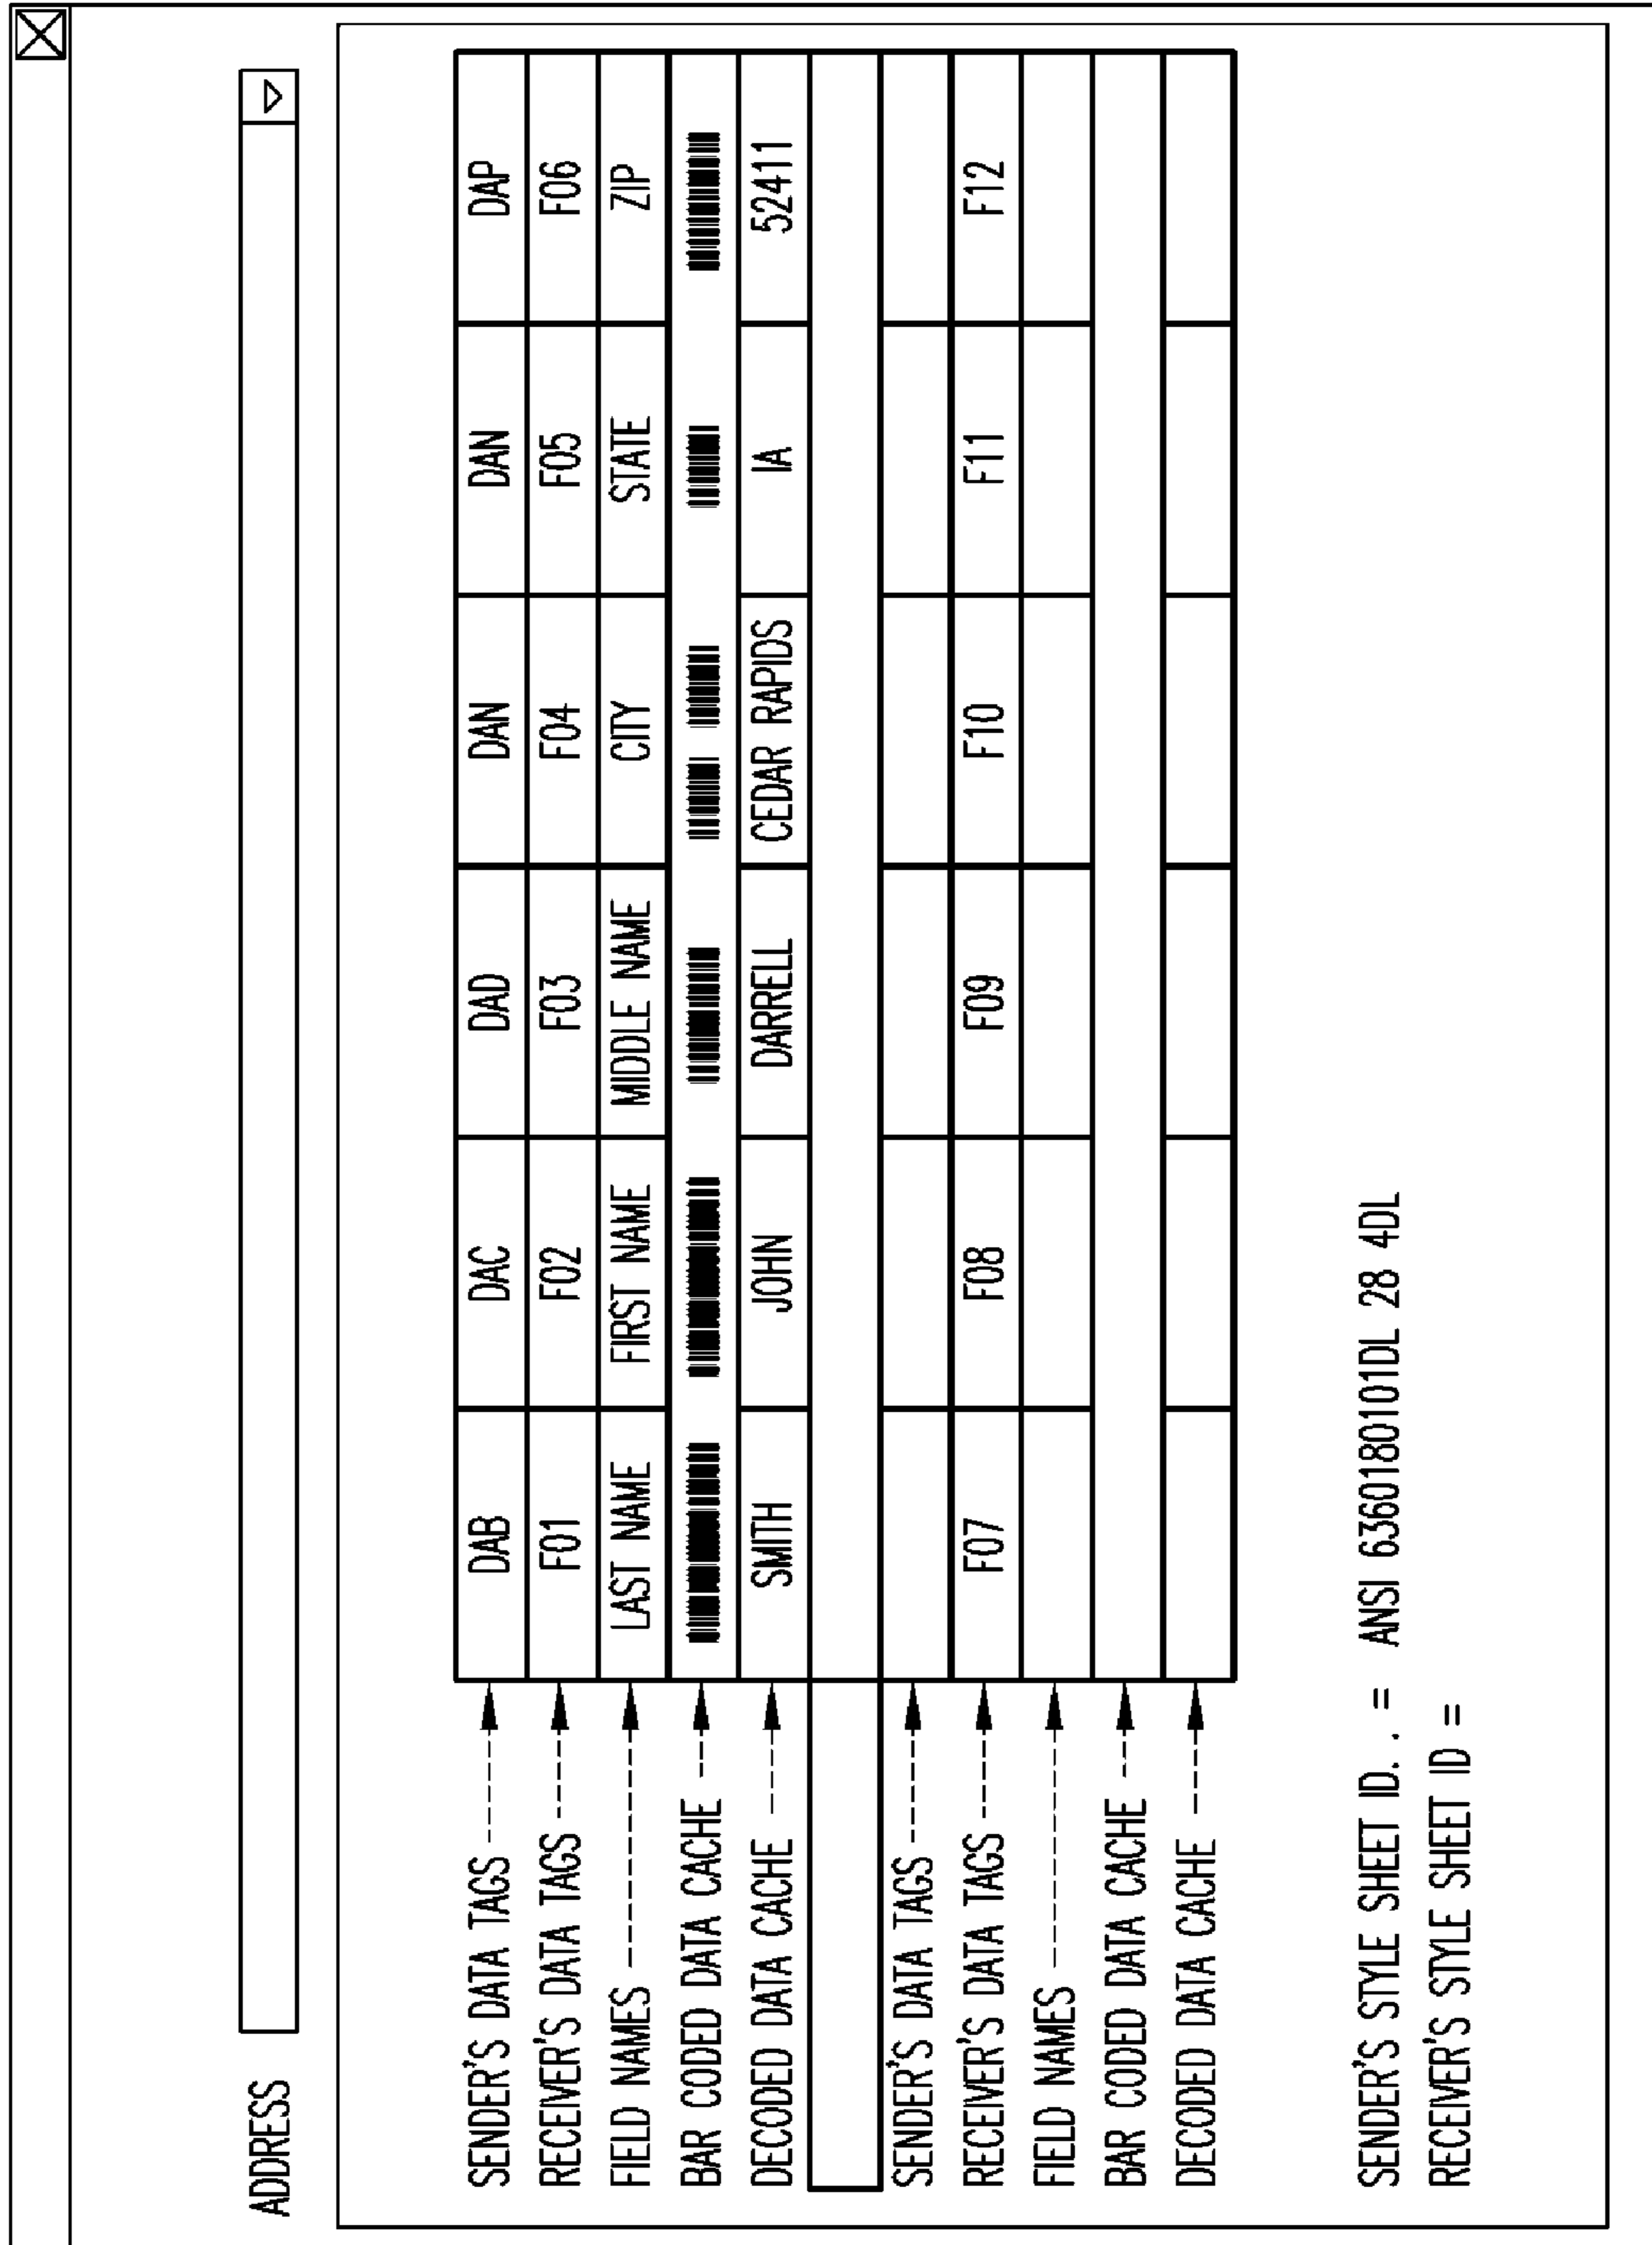 ADDRESS
SENDER'S DATA TAGS DAB DAC DAD DAN DAN DAP
RECEIVER'S DATA TAGS F01 F02 F03 F04 F05 F06
FIELD NAMES LAST NAME FIRST NAME MIDDLE NAME CITY STATE ZIP
BAR CODED DATA CACHE
DECODED DATA CACHE SMITH JOHN DARRELL CEDAR RAPIDS IA 52411
SENDER'S DATA TAGS
RECEIVER'S DATA TAGS F07 F08 F09 F10 F11 F12
FIELD NAMES
BAR CODED DATA CACHE
DECODED DATA CACHE
SENDER'S STYLE SHEET ID. . = ANSI 6360180101DL 28 4DL
RECEIVER'S STYLE SHEET ID =